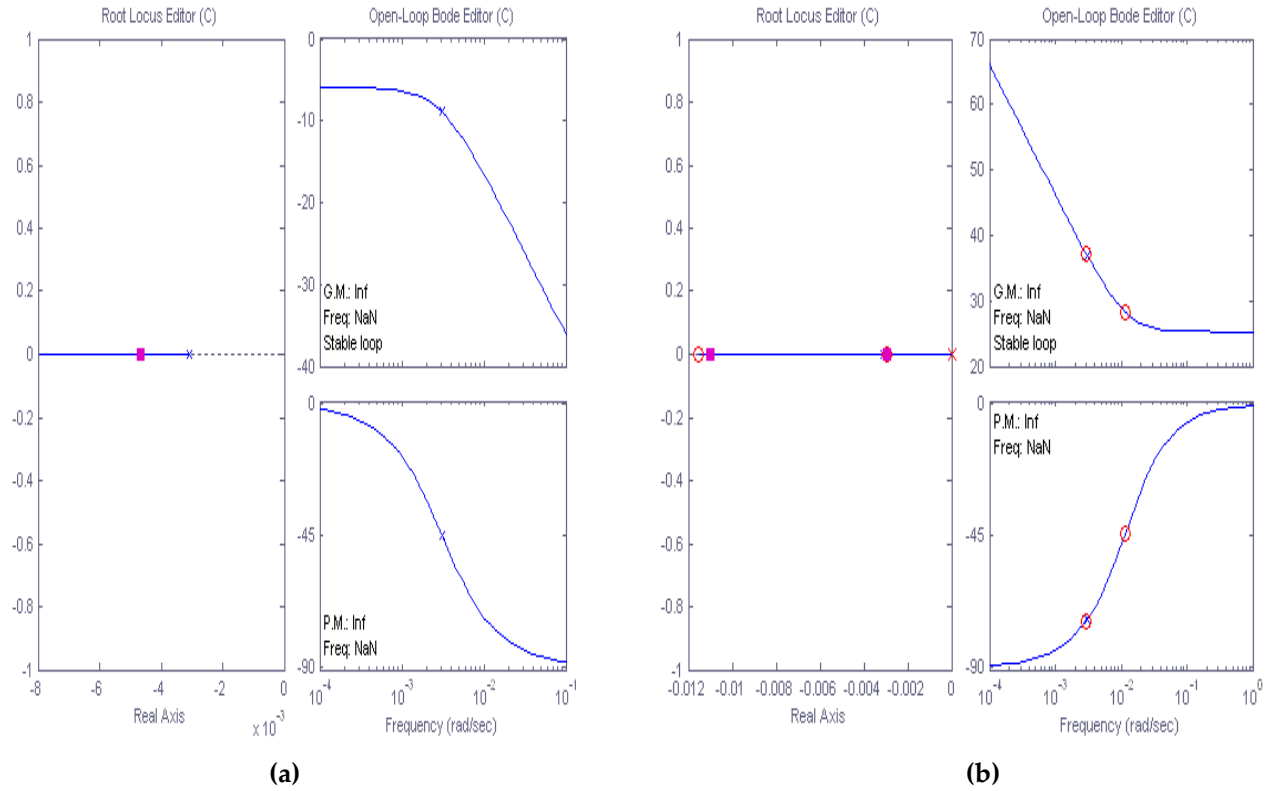 Root Locus Editor (C)
1
0.8
0.6
0.4
0.2
0
-0.2
-0.4
-0.6
-0.8
-1
-8
-6
-4
-2
0
Real Axis
x 10^-3
Open-Loop Bode Editor (C)
0
-10
-20
-30
-40
G.M.: Inf
Freq: NaN
Stable loop
0
-45
-90
P.M.: Inf
Freq: NaN
10^-4
10^-3
10^-2
10^-1
Frequency (rad/sec)
(a)
Root Locus Editor (C)
1
0.8
0.6
0.4
0.2
0
-0.2
-0.4
-0.6
-0.8
-1
-0.012
-0.01
-0.008
-0.006
-0.004
-0.002
0
Real Axis
Open-Loop Bode Editor (C)
70
60
50
40
30
20
G.M.: Inf
Freq: NaN
Stable loop
0
-45
-90
P.M.: Inf
Freq: NaN
10^-4
10^-3
10^-2
10^-1
10^0
Frequency (rad/sec)
(b)